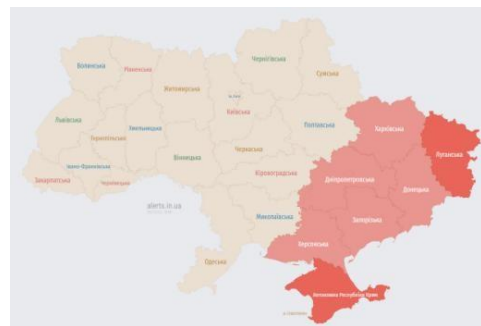 Чернігівська
Волинська
Рівненська
Сумська
Житомирська
Київська
Львівська
Тернопільська
Хмельницька
Полтавська
Харківська
Черкаська
Луганська
Вінницька
Івано-Франківська
Закарпатська
Чернівецька
Кіровоградська
Дніпропетровська
Донецька
alerts.in.ua
Миколаївська
Запорізька
Херсонська
Одеська
Автономна Республіка Крим